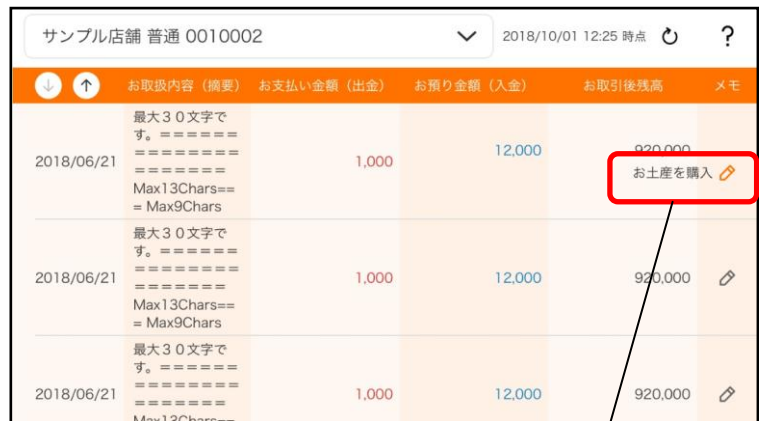 サンプル店舗 普通 0010002
2018/10/01 12:25 時点
?
お取扱内容（摘要） お支払い金額（出金） お預り金額（入金） お取引後残高 メモ
2018/06/21
最大３０文字で
す。＝＝＝＝＝＝
＝＝＝＝＝＝＝＝
＝＝＝＝＝＝＝
Max13Chars==
= Max9Chars
1,000
12,000
920,000
お土産を購入
2018/06/21
最大３０文字で
す。＝＝＝＝＝＝
＝＝＝＝＝＝＝＝
＝＝＝＝＝＝＝
Max13Chars==
= Max9Chars
1,000
12,000
920,000
2018/06/21
最大３０文字で
す。＝＝＝＝＝＝
＝＝＝＝＝＝＝＝
＝＝＝＝＝＝＝
Max13Chars==
1,000
12,000
920,000